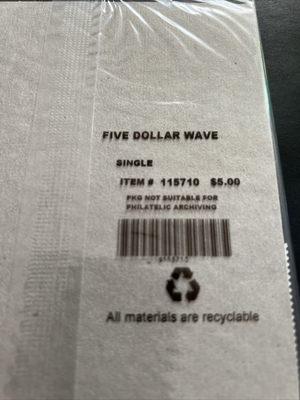 FIVE DOLLAR WAVE
SINGLE
ITEM # 115710 $5.00
PKG NOT SUITABLE FOR
PHILATELIC ARCHIVING
All materials are recyclable